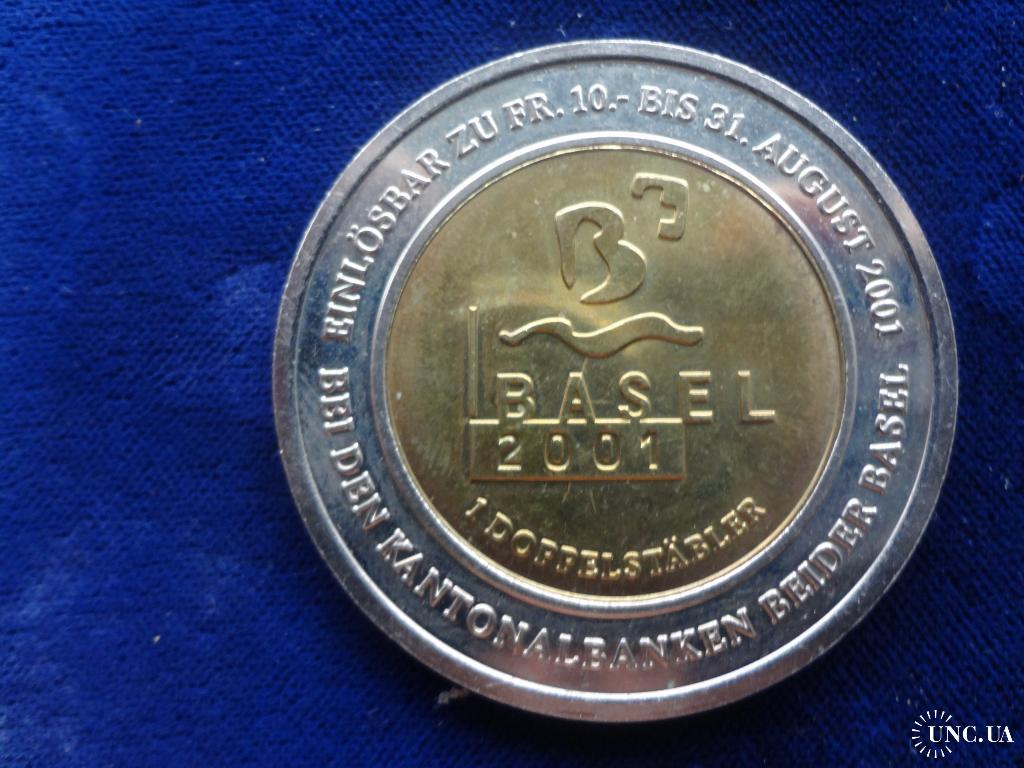 EINLÖSBAR ZU FR. 10.- BIS 31. AUGUST 2001
BEI DEN KANTONALBANKEN BEIDER BASEL
B
BASEL
2001
1 DOPPELSTÄBLER
UNC.UA